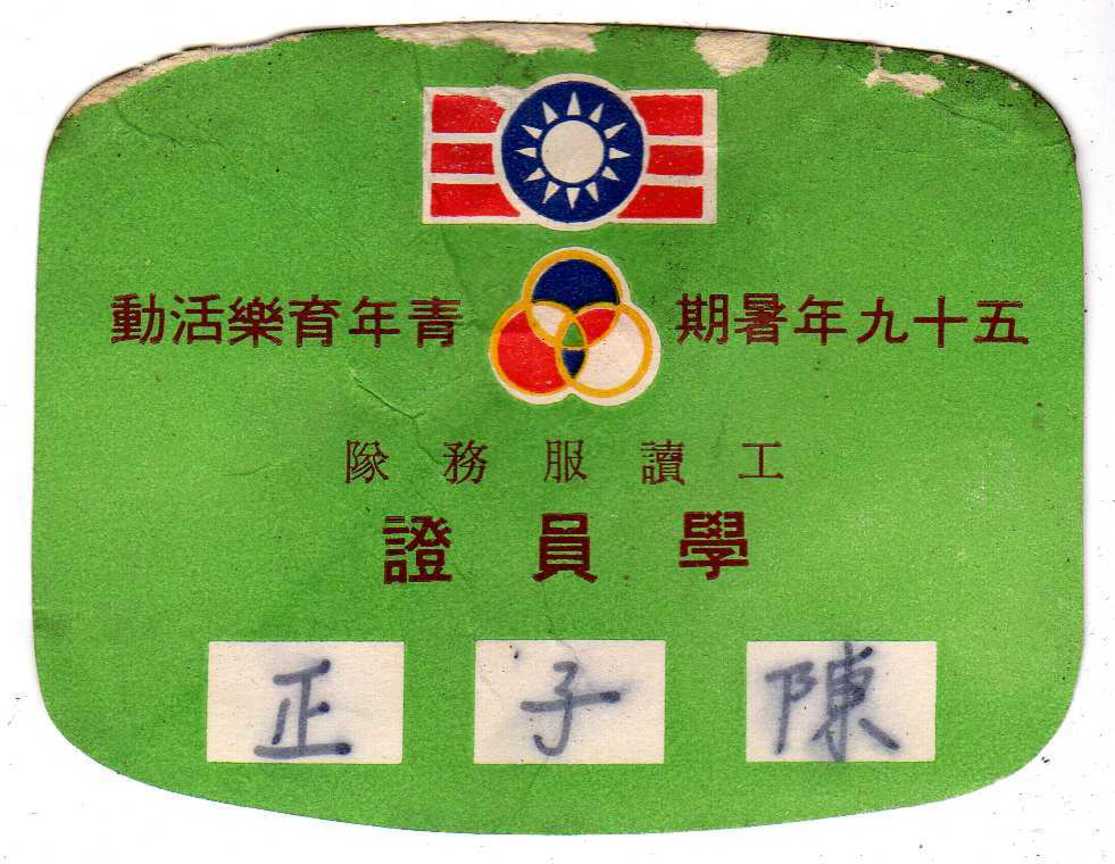 五十九年暑期 青年育樂活動
工讀服務隊
學員證
陳子正